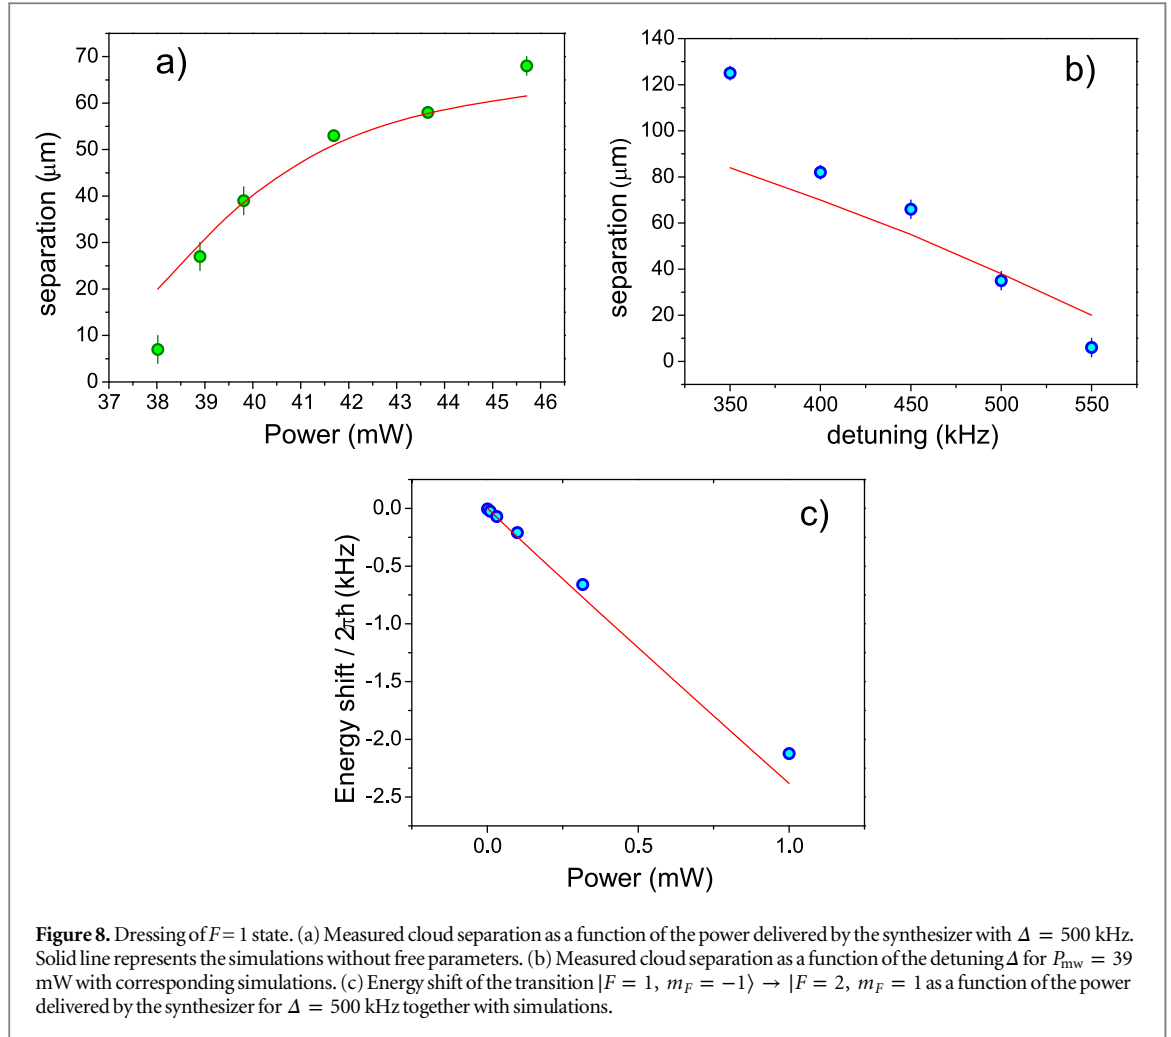 a)
70
60
50
40
30
20
10
0
separation (μm)
37 38 39 40 41 42 43 44 45 46
Power (mW)
b)
140
120
100
80
60
40
20
0
separation (μm)
350 400 450 500 550
detuning (kHz)
c)
0.0
-0.5
-1.0
-1.5
-2.0
-2.5
Energy shift / 2πħ (kHz)
0.0 0.5 1.0
Power (mW)
Figure 8. Dressing of F = 1 state. (a) Measured cloud separation as a function of the power delivered by the synthesizer with Δ = 500 kHz.
Solid line represents the simulations without free parameters. (b) Measured cloud separation as a function of the detuning Δ for Pmw = 39
mW with corresponding simulations. (c) Energy shift of the transition |F = 1, mF = −1⟩ → |F = 2, mF = 1 as a function of the power
delivered by the synthesizer for Δ = 500 kHz together with simulations.